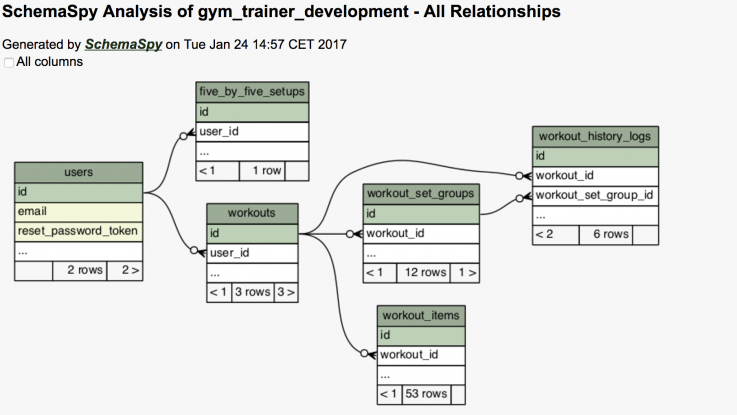 SchemaSpy Analysis of gym_trainer_development - All Relationships
Generated by SchemaSpy on Tue Jan 24 14:57 CET 2017
All columns
users
id
email
reset_password_token
...
2 rows 2 >
five_by_five_setups
id
user_id
...
< 1 1 row
workouts
id
user_id
...
< 1 3 rows 3 >
workout_set_groups
id
workout_id
...
< 1 12 rows 1 >
workout_items
id
workout_id
...
< 1 53 rows
workout_history_logs
id
workout_id
workout_set_group_id
...
< 2 6 rows